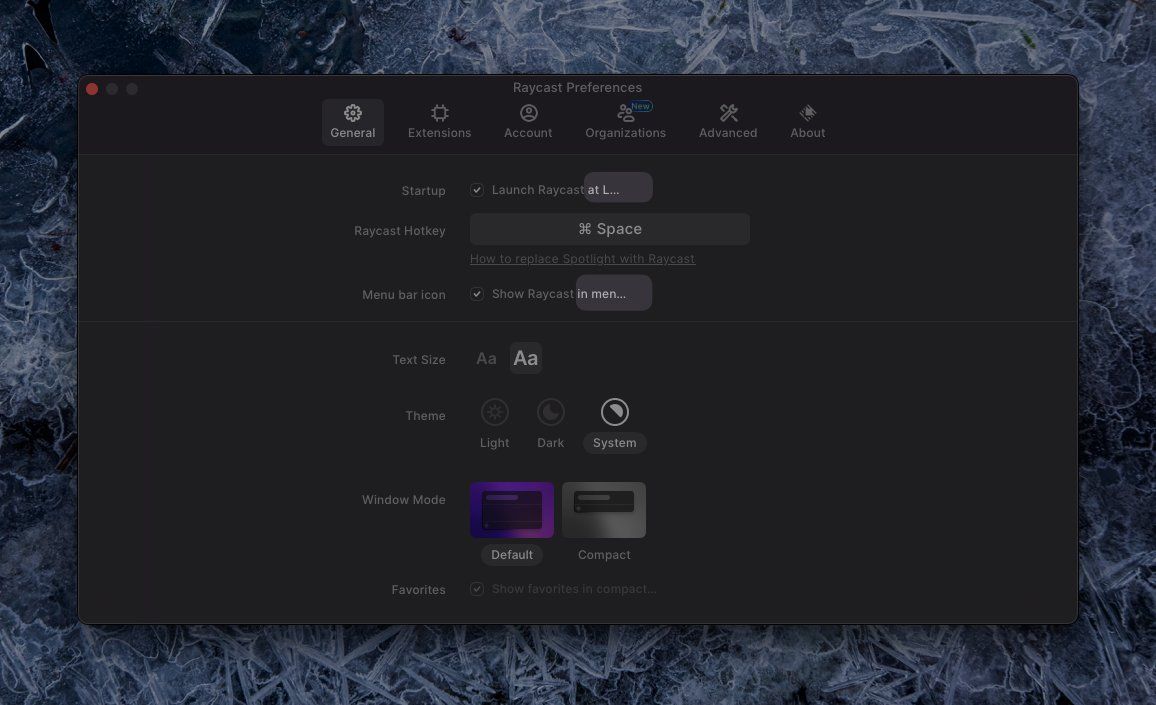 Raycast Preferences
New
General Extensions Account Organizations Advanced About
Startup Launch Raycast at L...
Raycast Hotkey ⌘ Space
How to replace Spotlight with Raycast
Menu bar icon Show Raycast in men...
Text Size Aa Aa
Theme
Light Dark System
Window Mode
Default Compact
Favorites Show favorites in compact...